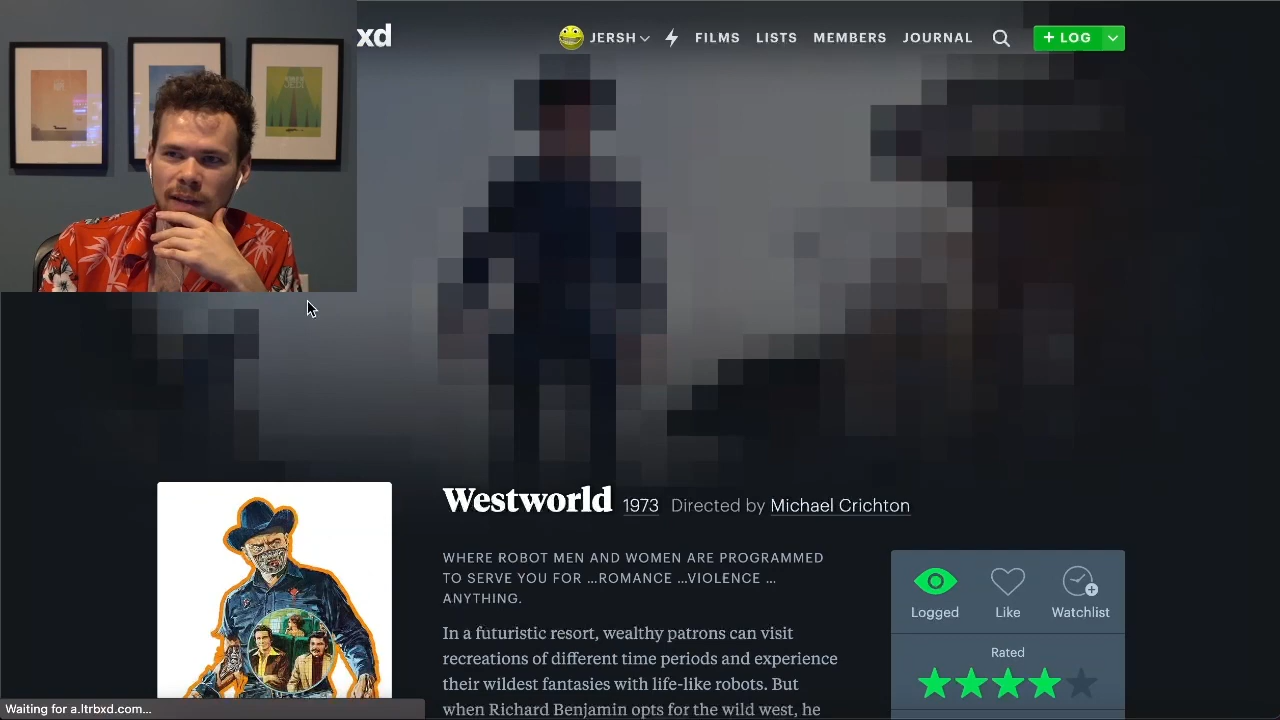 xd
JERSH
FILMS
LISTS
MEMBERS
JOURNAL
+ LOG
Westworld 1973 Directed by Michael Crichton
WHERE ROBOT MEN AND WOMEN ARE PROGRAMMED
TO SERVE YOU FOR ...ROMANCE ...VIOLENCE ...
ANYTHING.
In a futuristic resort, wealthy patrons can visit
recreations of different time periods and experience
their wildest fantasies with life-like robots. But
when Richard Benjamin opts for the wild west, he
Logged
Like
Watchlist
Rated
Waiting for a.ltrbxd.com...